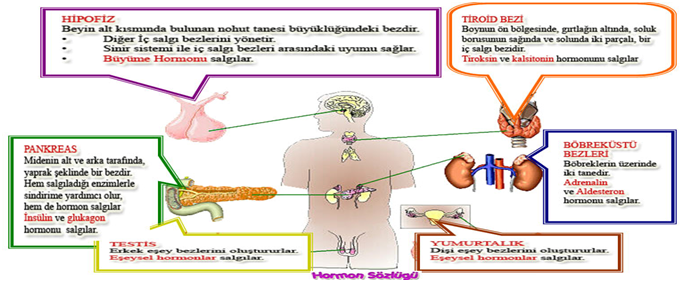 HİPOFİZ
Beyin alt kısmında bulunan nohut tanesi büyüklüğündeki bezdir.
• Diğer İç salgı bezlerini yönetir.
• Sinir sistemi ile iç salgı bezleri arasındaki uyumu sağlar.
• Büyüme Hormonu salgılar.
TİROİD BEZİ
Boynun ön bölgesinde, gırtlağın altında, soluk
borusunun sağında ve solunda iki parçalı, bir
iç salgı bezidir.
Tiroksin ve kalsitonin hormonunu salgılar
PANKREAS
Midenin alt ve arka tarafında,
yaprak şeklinde bir bezdir.
Hem salgıladığı enzimlerle
sindirime yardımcı olur,
hem de hormon salgılar
İnsülin ve glukagon
hormonu salgılar.
BÖBREKÜSTÜ
BEZLERİ
Böbreklerin üzerinde
iki tanedir.
Adrenalin
ve Aldesteron
hormonu salgılar.
TESTİS
Erkek eşey bezlerini oluştururlar.
Eşeysel hormonlar salgılar.
YUMURTALIK
Dişi eşey bezlerini oluştururlar.
Eşeysel hormonlar salgılar.
Hormon Sözlüğü